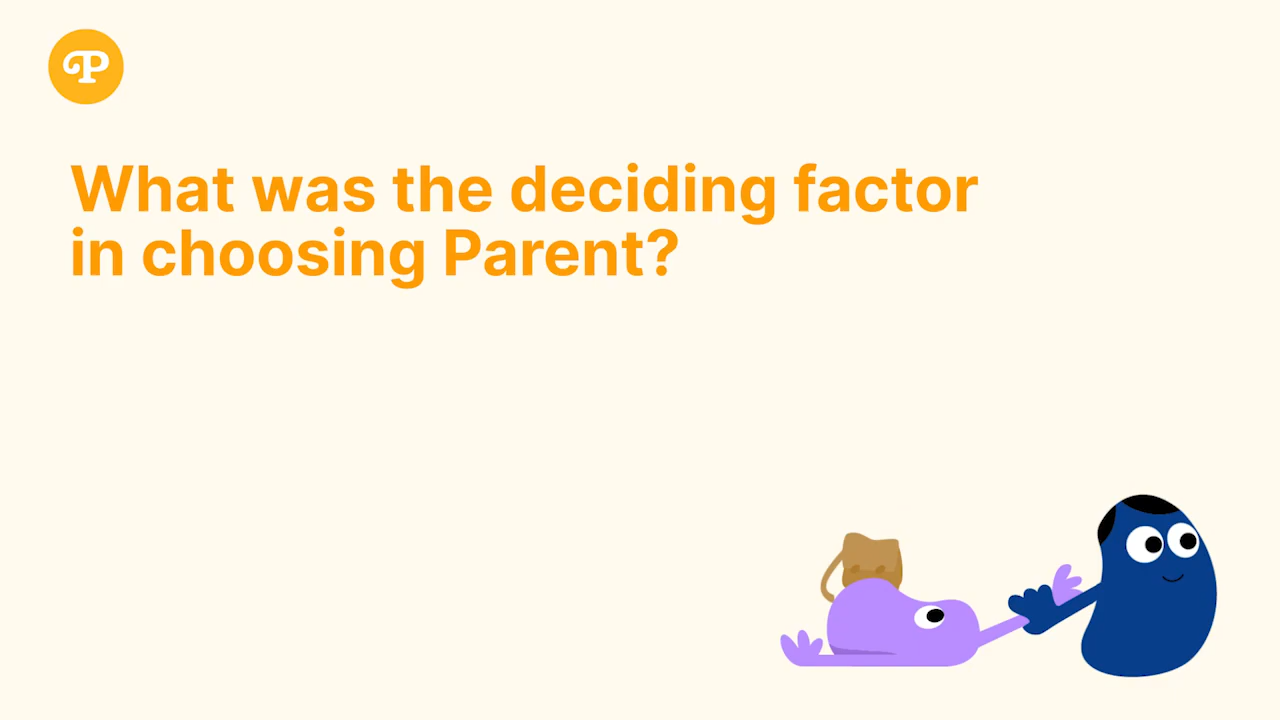 P
What was the deciding factor
in choosing Parent?